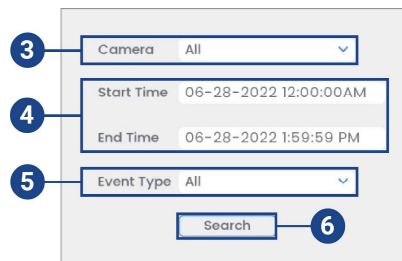 3 Camera All
4
Start Time 06-28-2022 12:00:00AM
End Time 06-28-2022 1:59:59 PM
5 Event Type All
Search 6